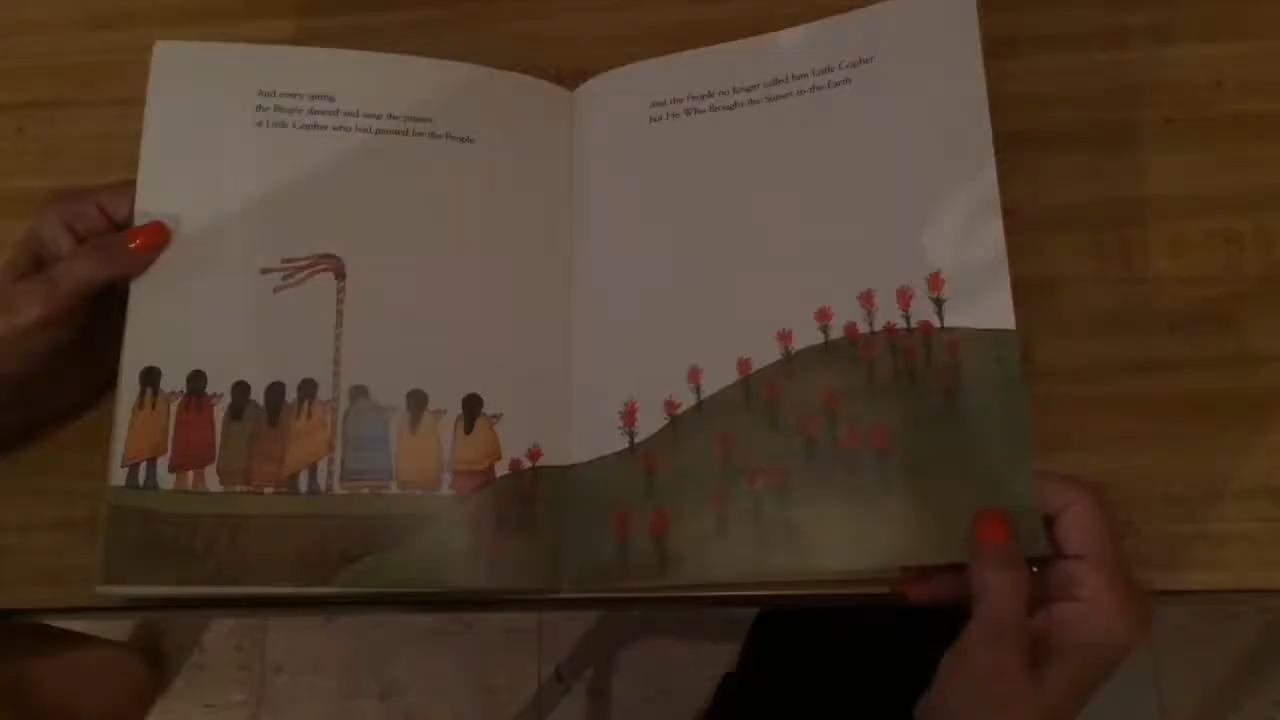 And every spring,
the People danced and sang the praises
of Little Gopher who had painted for the People.
And the People no longer called him Little Gopher,
but He-Who-Brought-the-Sunset-to-the-Earth